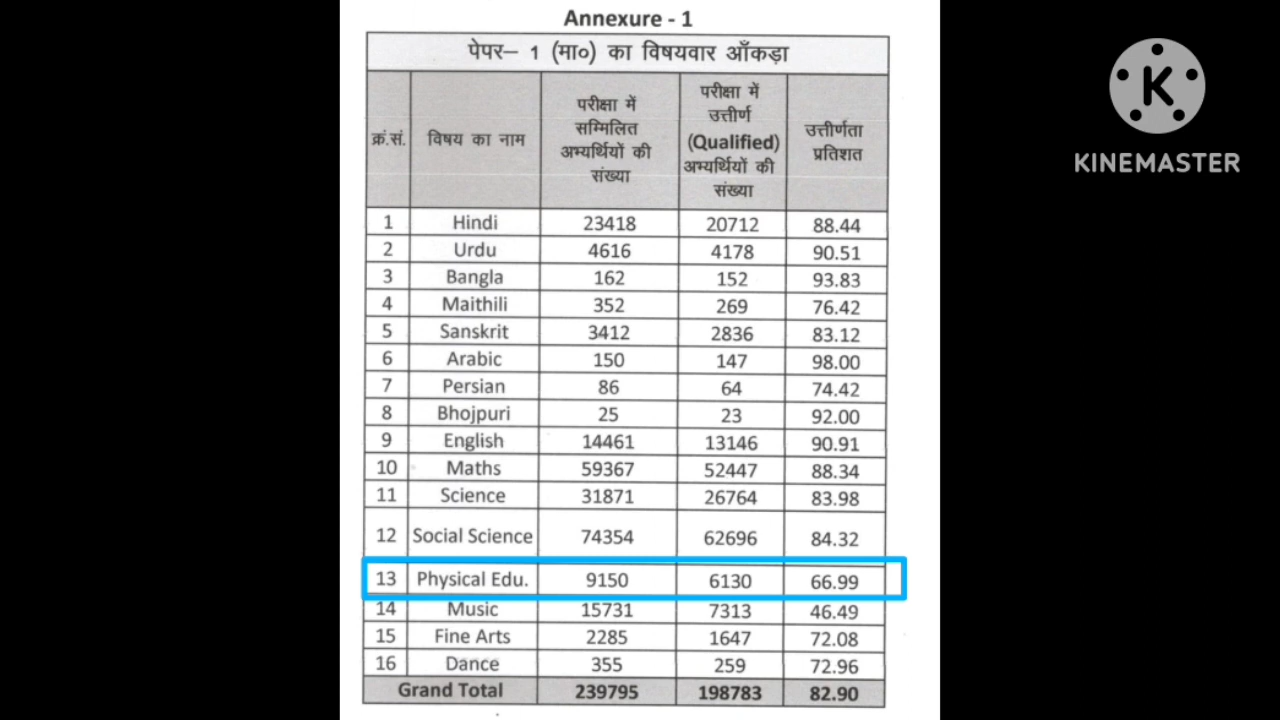 Annexure - 1
पेपर– 1 (मा०) का विषयवार आँकड़ा
क्रं.सं. विषय का नाम परीक्षा में सम्मिलित अभ्यर्थियों की संख्या परीक्षा में उत्तीर्ण (Qualified) अभ्यर्थियों की संख्या उत्तीर्णता प्रतिशत
1 Hindi 23418 20712 88.44
2 Urdu 4616 4178 90.51
3 Bangla 162 152 93.83
4 Maithili 352 269 76.42
5 Sanskrit 3412 2836 83.12
6 Arabic 150 147 98.00
7 Persian 86 64 74.42
8 Bhojpuri 25 23 92.00
9 English 14461 13146 90.91
10 Maths 59367 52447 88.34
11 Science 31871 26764 83.98
12 Social Science 74354 62696 84.32
13 Physical Edu. 9150 6130 66.99
14 Music 15731 7313 46.49
15 Fine Arts 2285 1647 72.08
16 Dance 355 259 72.96
Grand Total 239795 198783 82.90
K
KINEMASTER